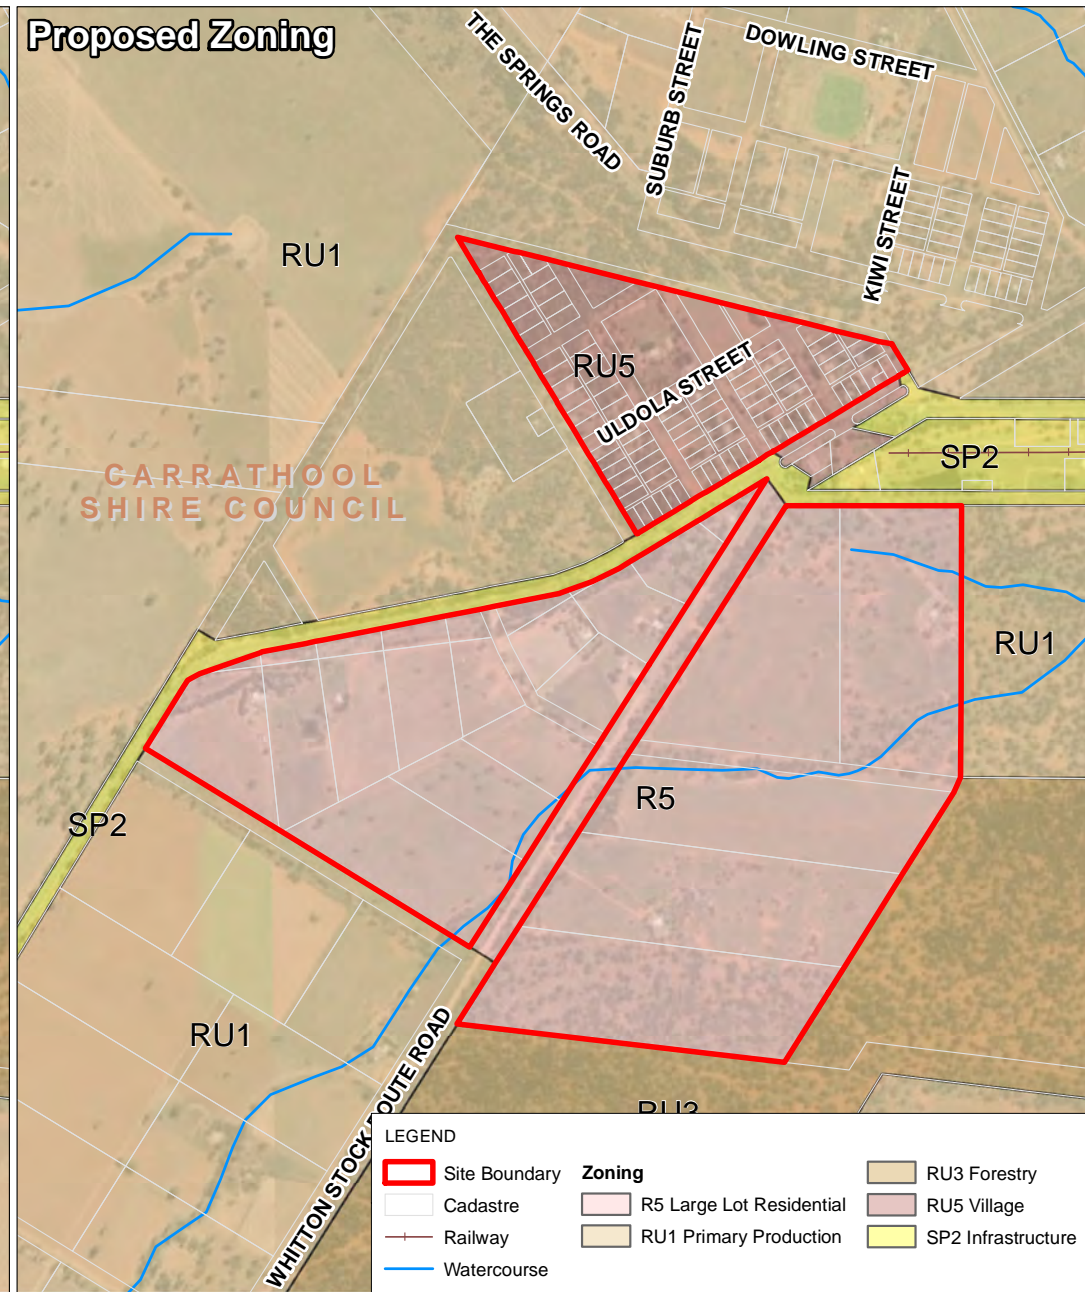 Proposed Zoning
THE SPRINGS ROAD
SUBURB STREET
DOWLING STREET
KIWI STREET
RU1
RU5
ULDOLA STREET
SP2
CARRATHOOL
SHIRE COUNCIL
RU1
R5
SP2
RU1
WHITTON STOCK ROUTE ROAD
RU3
LEGEND
Site Boundary
Cadastre
Railway
Watercourse
Zoning
R5 Large Lot Residential
RU1 Primary Production
RU3 Forestry
RU5 Village
SP2 Infrastructure